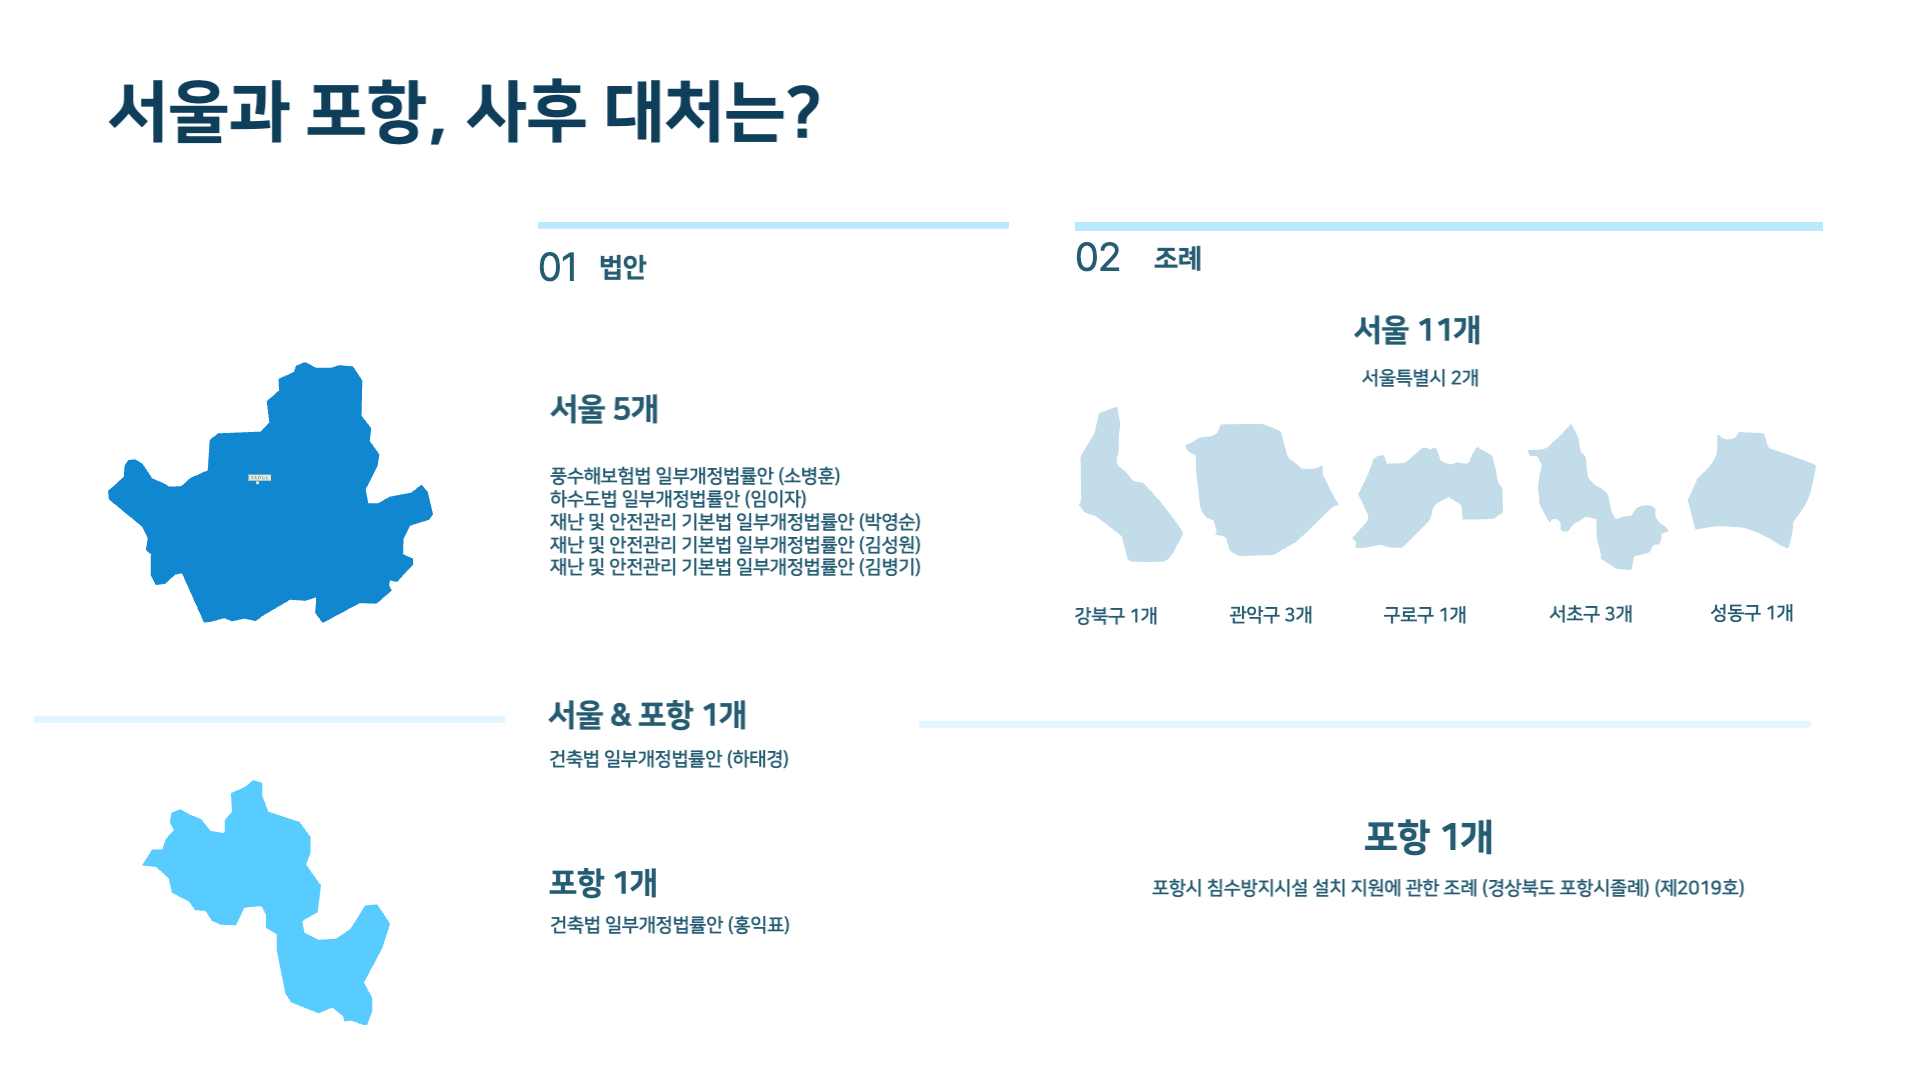 서울과 포항, 사후 대처는?
01 법안
서울 5개
풍수해보험법 일부개정법률안 (소병훈)
하수도법 일부개정법률안 (임이자)
재난 및 안전관리 기본법 일부개정법률안 (박영순)
재난 및 안전관리 기본법 일부개정법률안 (김성원)
재난 및 안전관리 기본법 일부개정법률안 (김병기)
서울 & 포항 1개
건축법 일부개정법률안 (하태경)
포항 1개
건축법 일부개정법률안 (홍익표)
02 조례
서울 11개
서울특별시 2개
강북구 1개
관악구 3개
구로구 1개
서초구 3개
성동구 1개
포항 1개
포항시 침수방지시설 설치 지원에 관한 조례 (경상북도 포항시졸례) (제2019호)